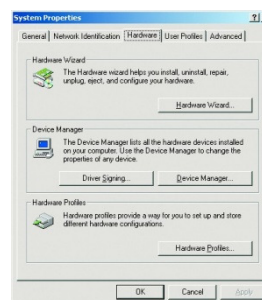 System Properties
General
Network Identification
Hardware
User Profiles
Advanced
Hardware Wizard
The Hardware wizard helps you install, uninstall, repair,
unplug, eject, and configure your hardware.
Hardware Wizard...
Device Manager
The Device Manager lists all the hardware devices installed
on your computer. Use the Device Manager to change the
properties of any device.
Driver Signing...
Device Manager...
Hardware Profiles
Hardware profiles provide a way for you to set up and store
different hardware configurations.
Hardware Profiles...
OK
Cancel
Apply